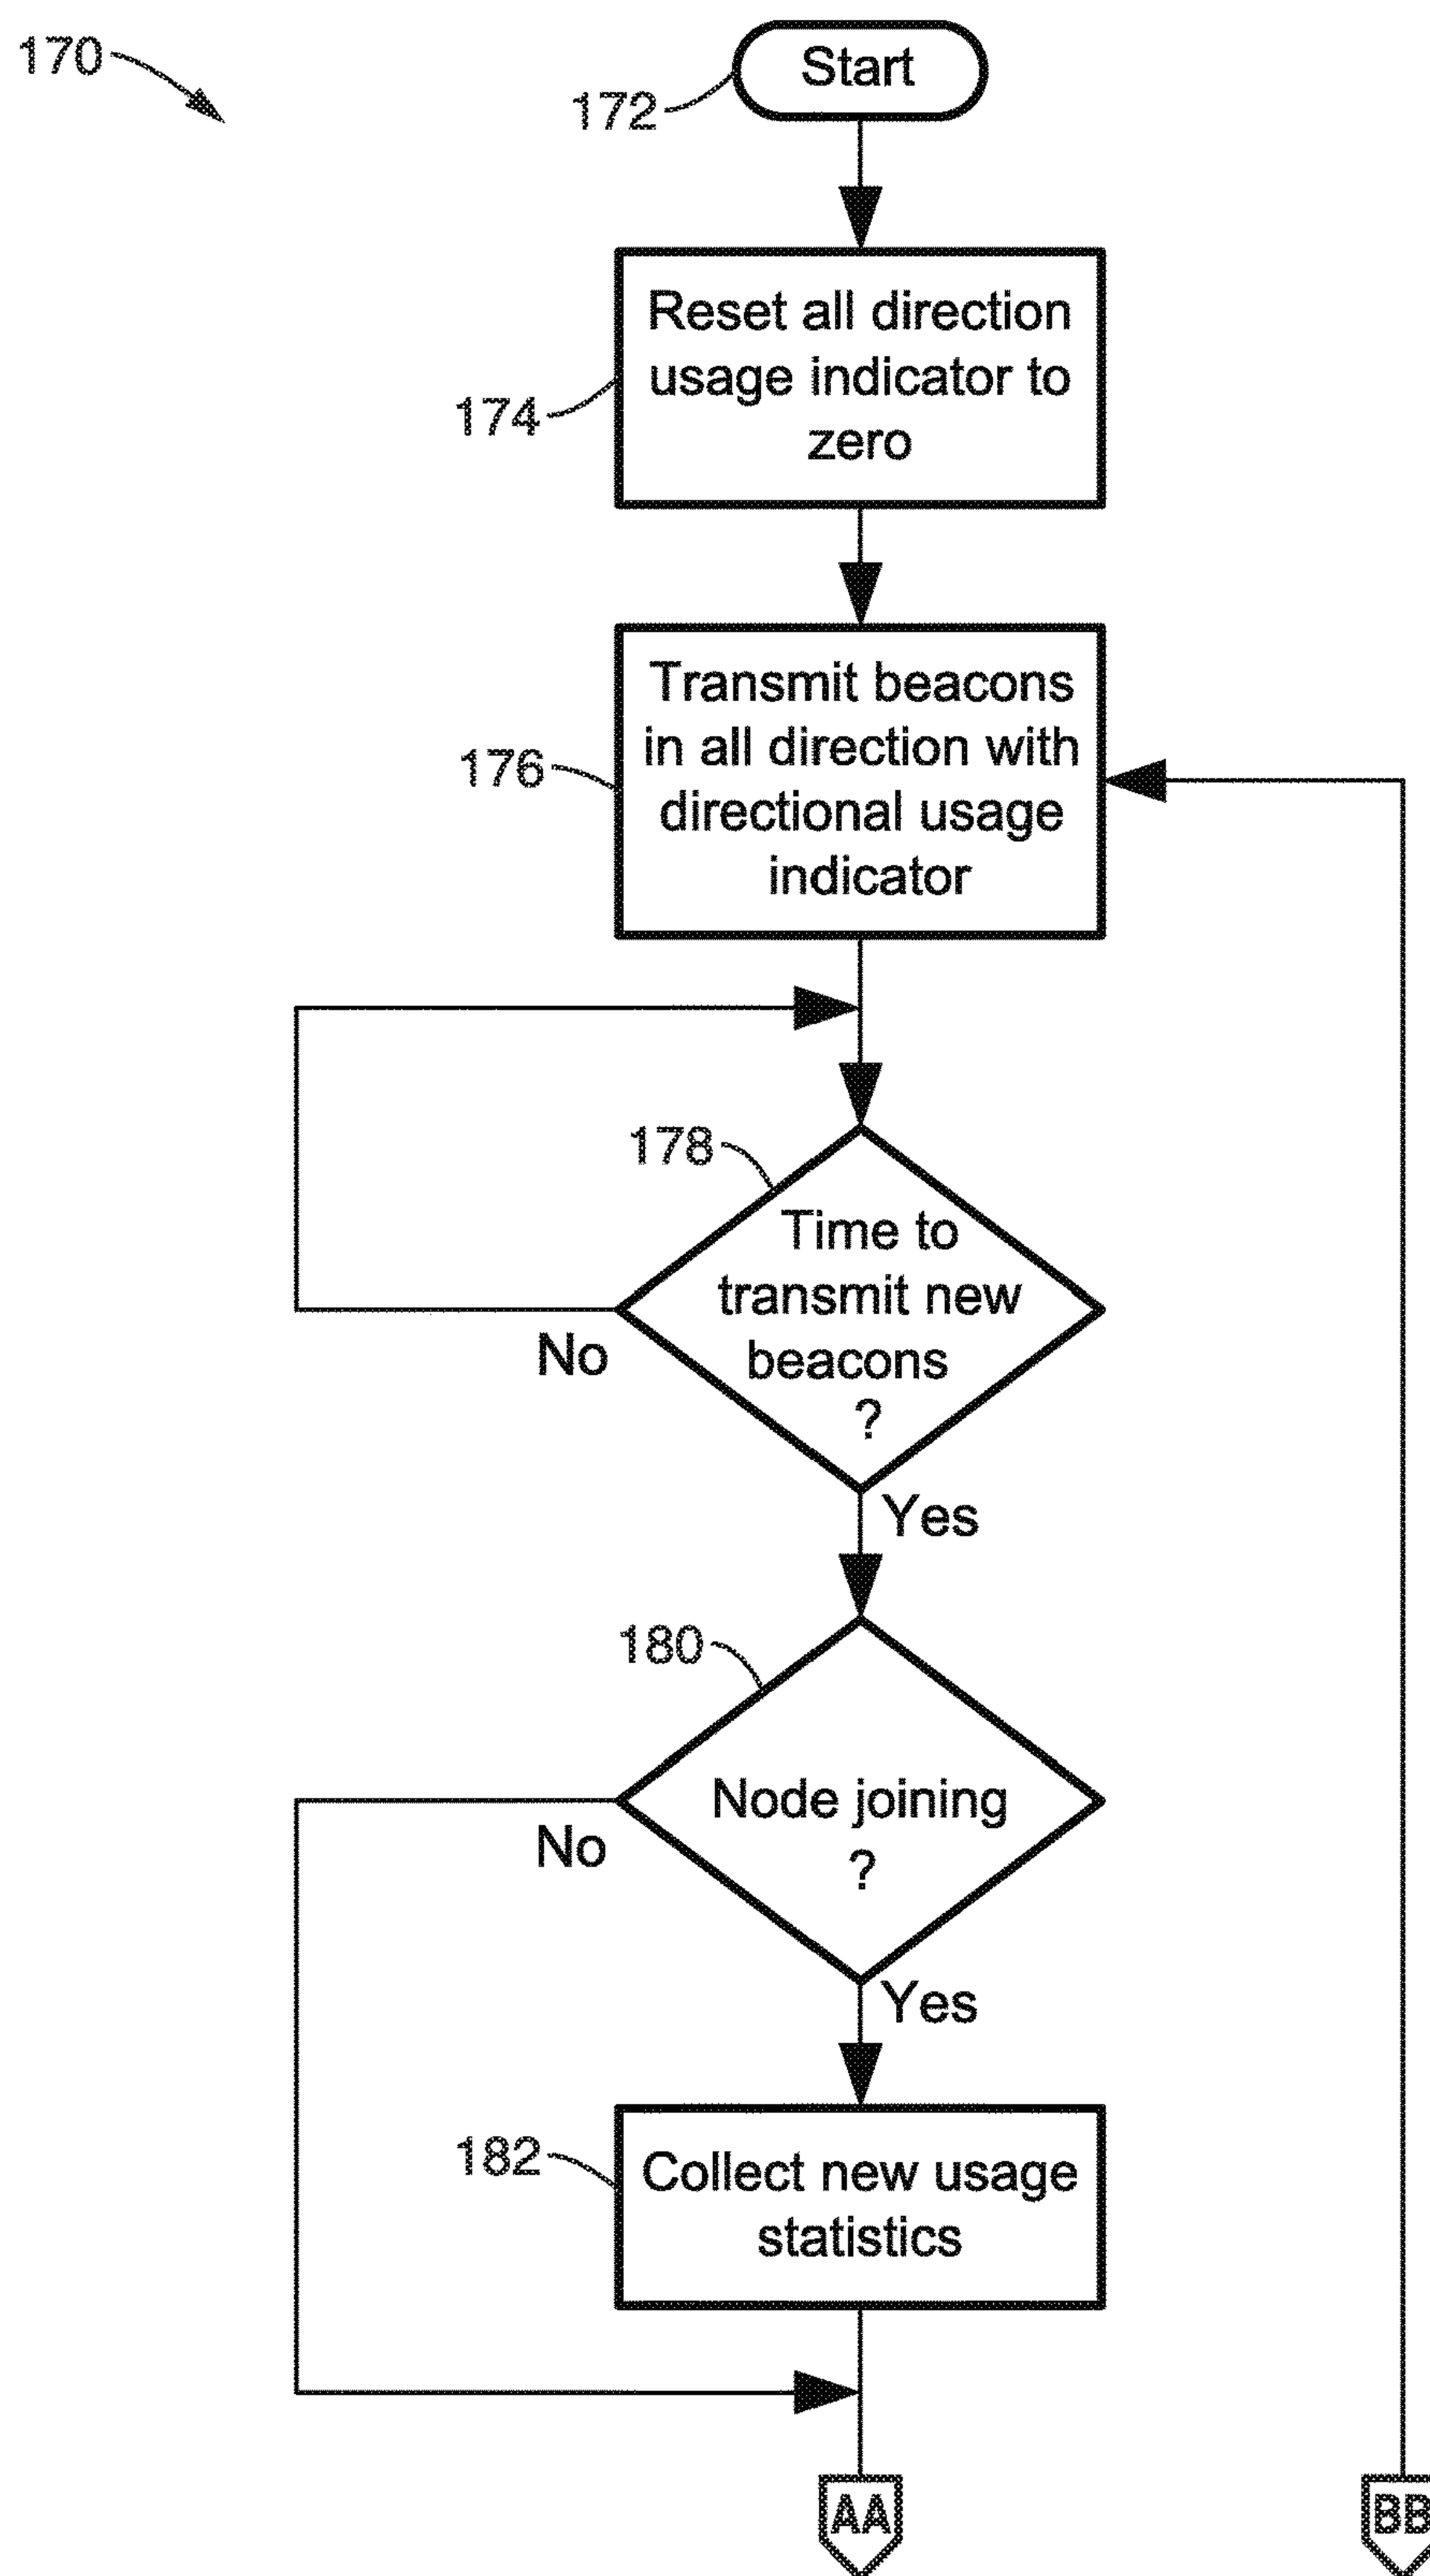 170
Start
172
Reset all direction
usage indicator to
zero
174
Transmit beacons
in all direction with
directional usage
indicator
176
178
Time to
transmit new
beacons
?
No
Yes
180
Node joining
?
No
Yes
182
Collect new usage
statistics
AA
BB